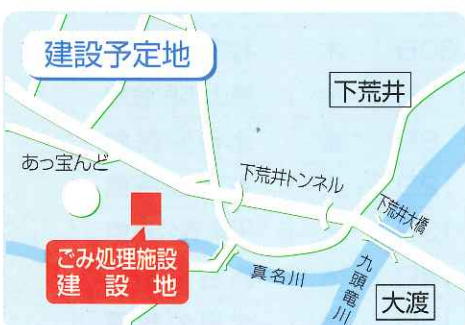 建設予定地
下荒井
あっ宝んど
下荒井トンネル
下荒井大橋
ごみ処理施設
建設地
真名川
九頭竜川
大渡